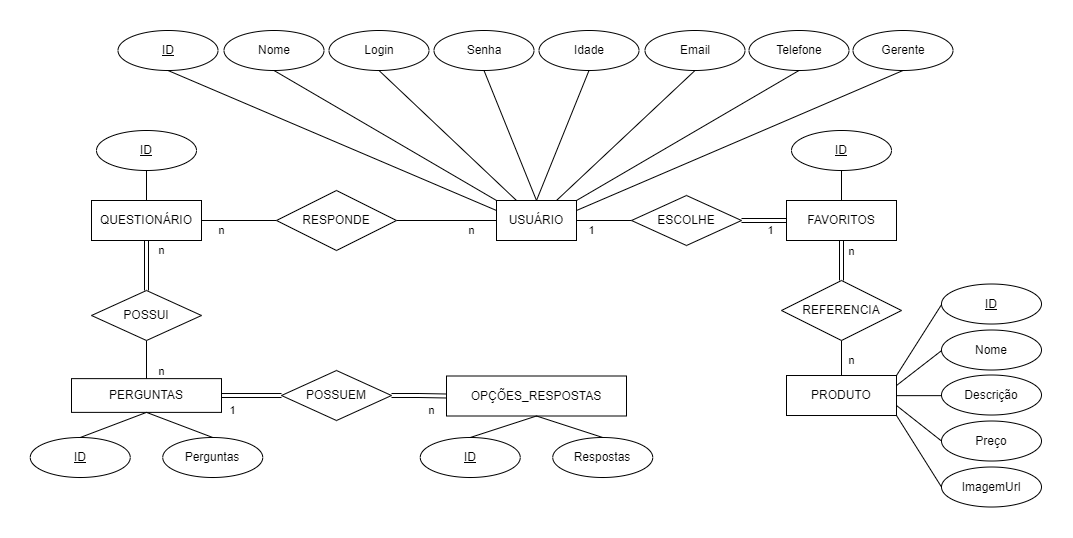 ID
Nome
Login
Senha
Idade
Email
Telefone
Gerente
ID
ID
QUESTIONÁRIO
n
RESPONDE
n
USUÁRIO
1
ESCOLHE
1
FAVORITOS
n
n
POSSUI
REFERENCIA
ID
Nome
n
n
PERGUNTAS
1
POSSUEM
n
OPÇÕES_RESPOSTAS
PRODUTO
Descrição
Preço
ID
Perguntas
ID
Respostas
ImagemUrl